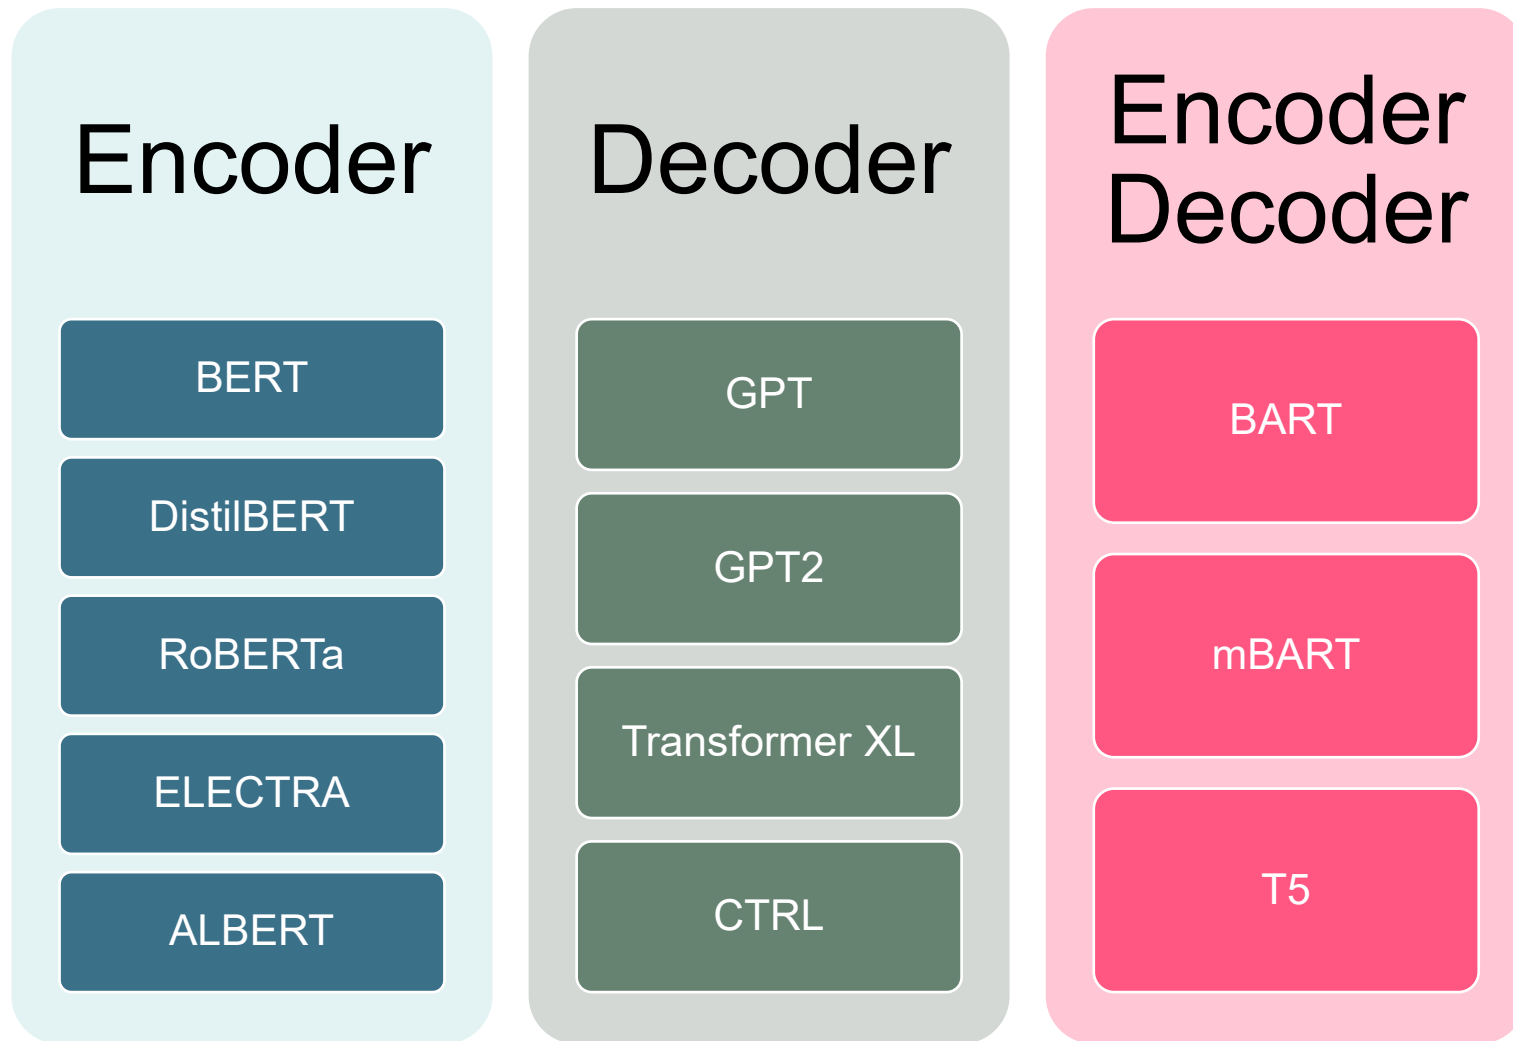 Encoder
BERT
DistilBERT
RoBERTa
ELECTRA
ALBERT
Decoder
GPT
GPT2
Transformer XL
CTRL
Encoder
Decoder
BART
mBART
T5